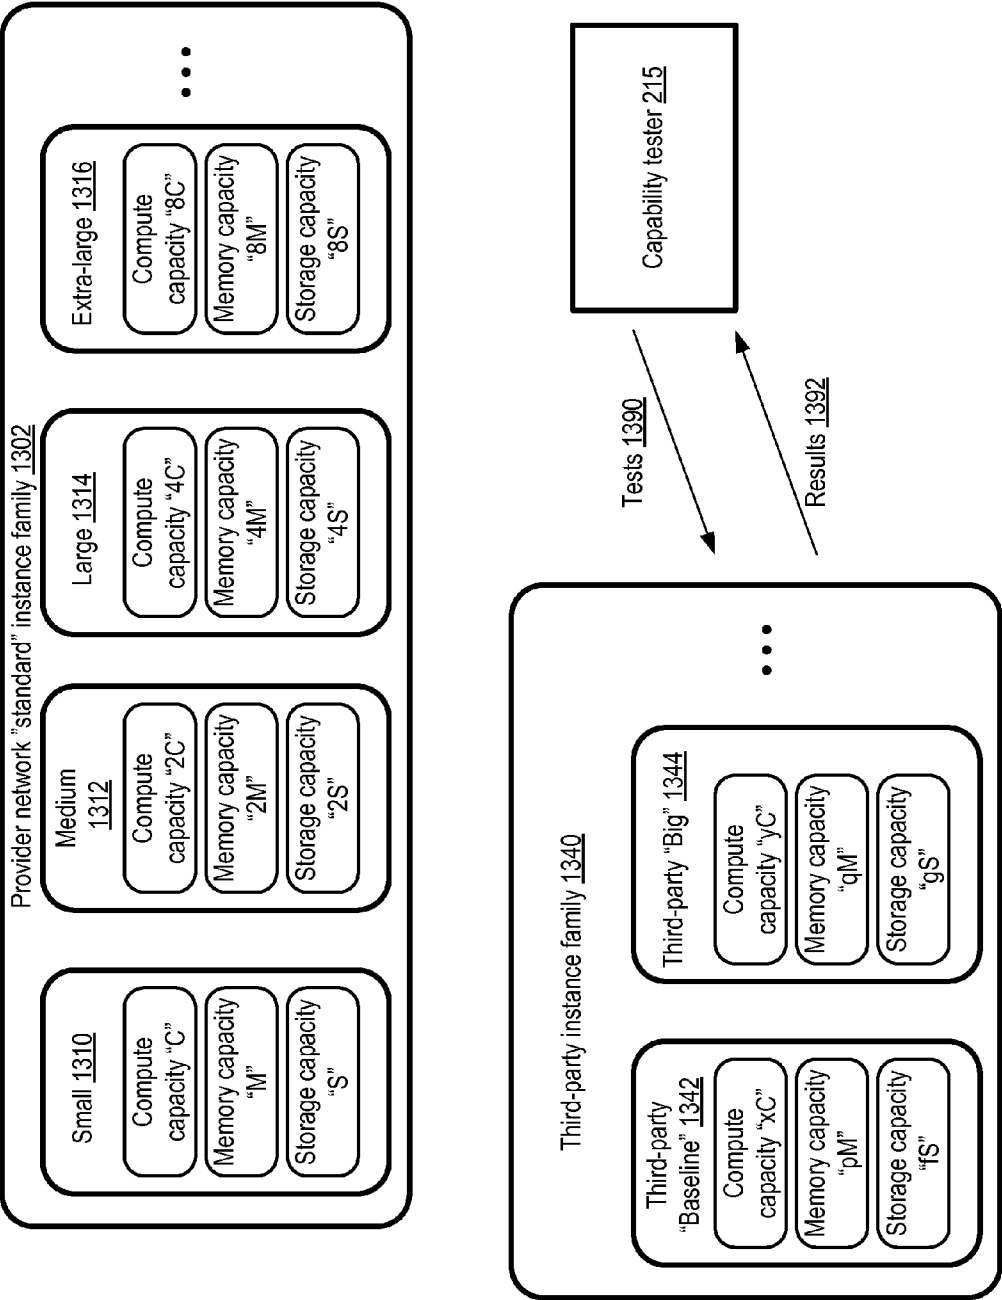 Provider network "standard" instance family 1302
Small 1310
Compute
capacity "C"
Memory capacity
"M"
Storage capacity
"S"
Medium
1312
Compute
capacity "2C"
Memory capacity
"2M"
Storage capacity
"2S"
Large 1314
Compute
capacity "4C"
Memory capacity
"4M"
Storage capacity
"4S"
Extra-large 1316
Compute
capacity "8C"
Memory capacity
"8M"
Storage capacity
"8S"
Third-party instance family 1340
Third-party
"Baseline" 1342
Compute
capacity "xC"
Memory capacity
"pM"
Storage capacity
"fS"
Third-party "Big" 1344
Compute
capacity "yC"
Memory capacity
"qM"
Storage capacity
"gS"
Tests 1390
Results 1392
Capability tester 215